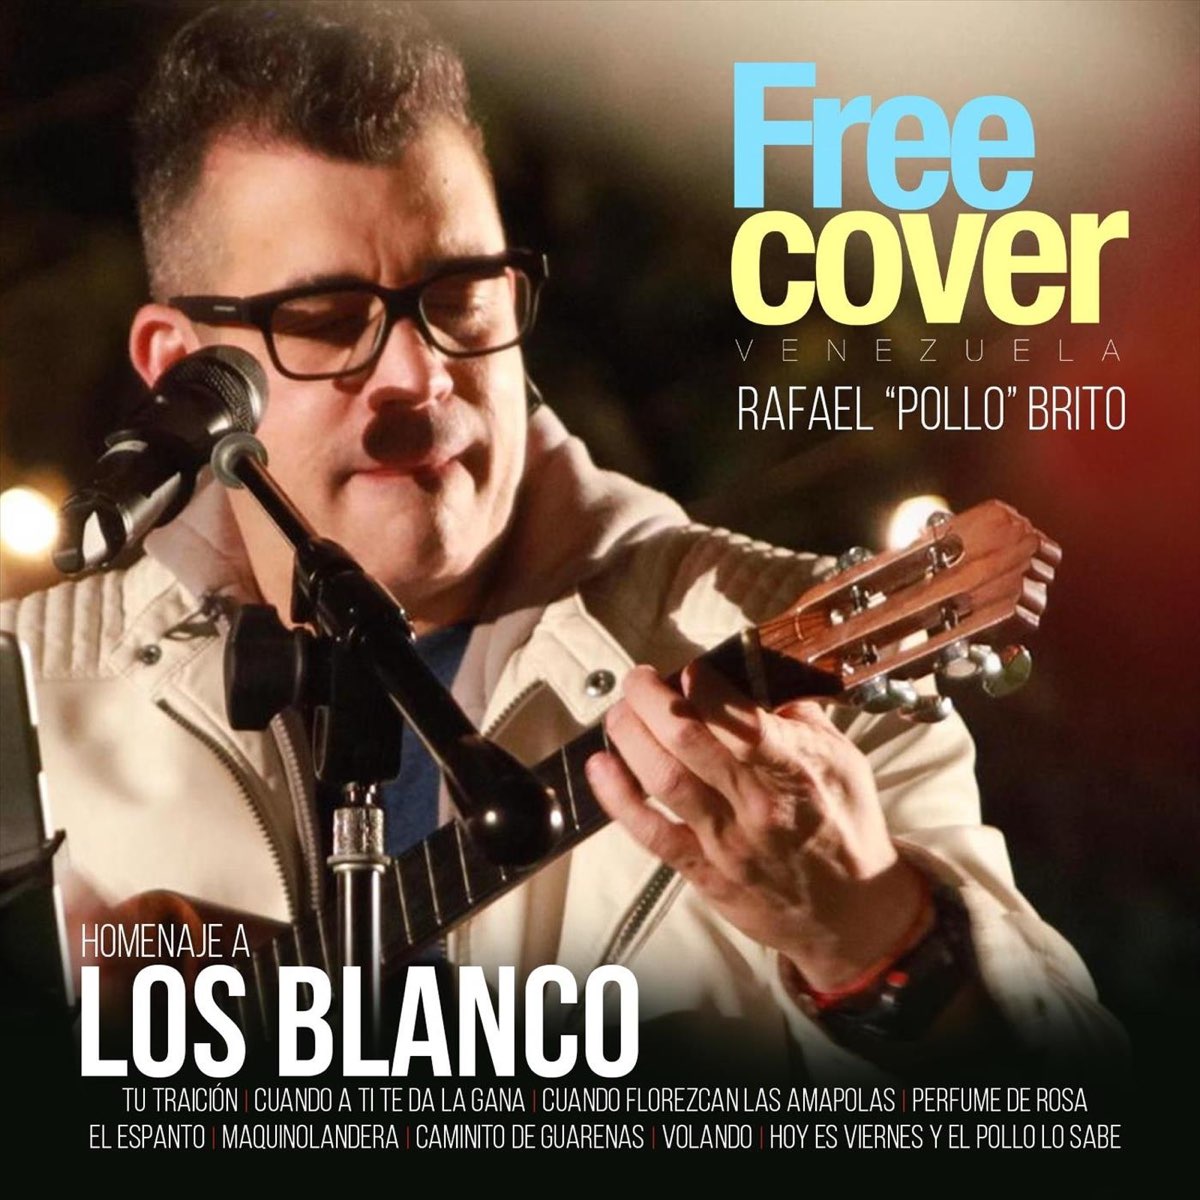 Free
cover
VENEZUELA
RAFAEL “POLLO” BRITO
HOMENAJE A
LOS BLANCO
TU TRAICIÓN | CUANDO A TI TE DA LA GANA | CUANDO FLOREZCAN LAS AMAPOLAS | PERFUME DE ROSA
EL ESPANTO | MAQUINOLANDERA | CAMINITO DE GUARENAS | VOLANDO | HOY ES VIERNES Y EL POLLO LO SABE